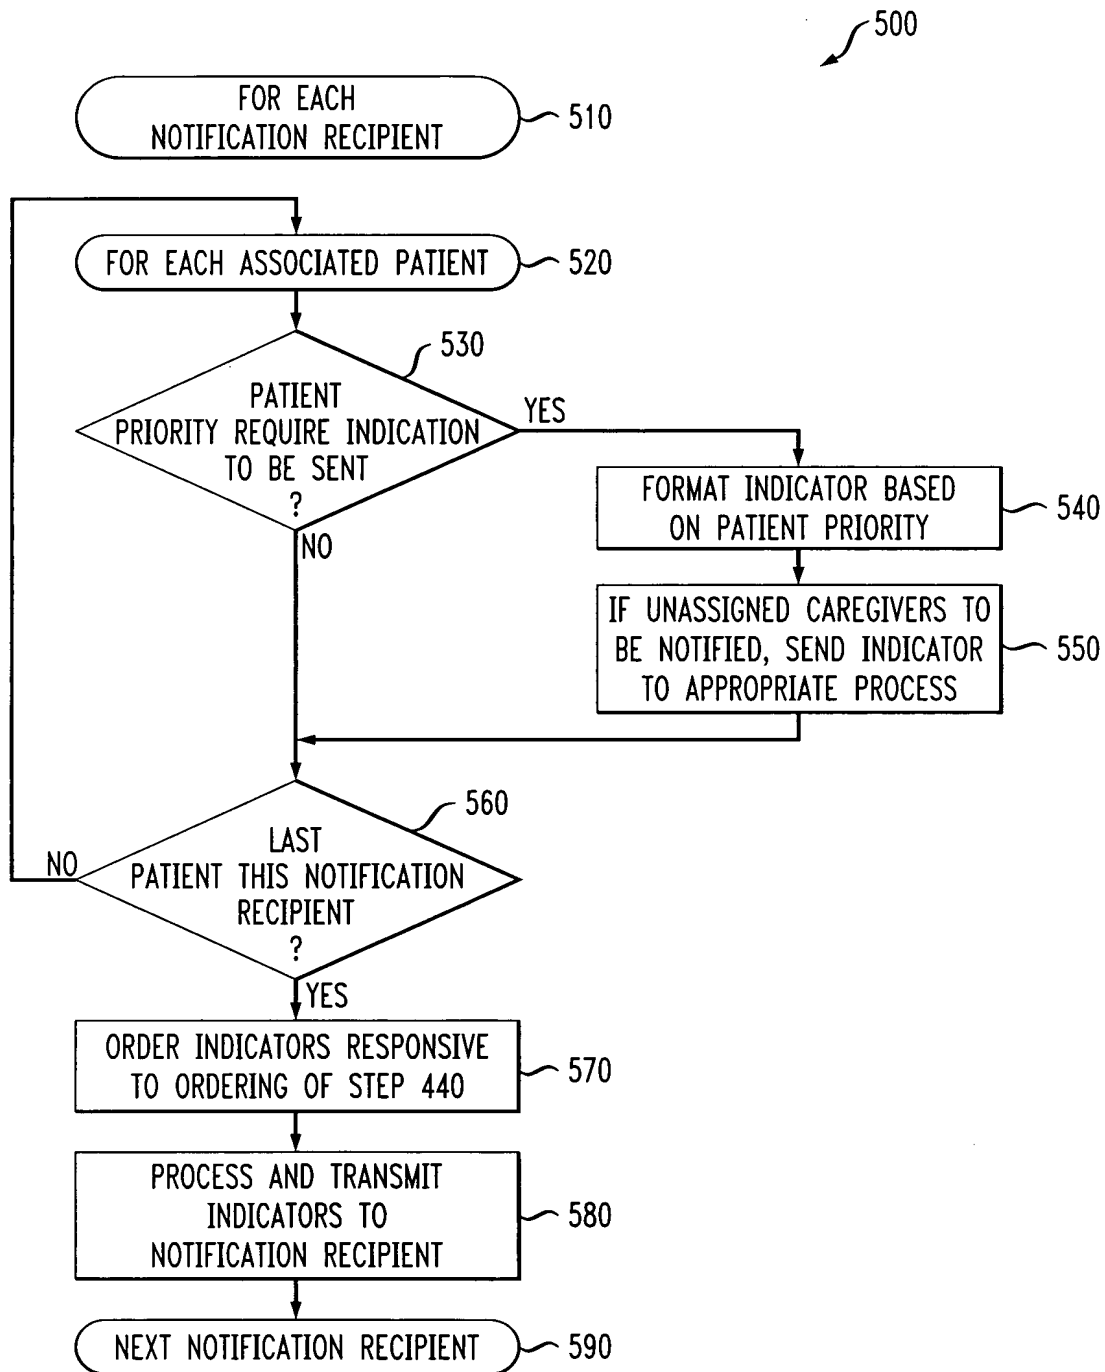 500
FOR EACH
NOTIFICATION RECIPIENT
510
FOR EACH ASSOCIATED PATIENT
520
530
PATIENT
PRIORITY REQUIRE INDICATION
TO BE SENT
?
YES
NO
FORMAT INDICATOR BASED
ON PATIENT PRIORITY
540
IF UNASSIGNED CAREGIVERS TO
BE NOTIFIED, SEND INDICATOR
TO APPROPRIATE PROCESS
550
560
LAST
PATIENT THIS NOTIFICATION
RECIPIENT
?
NO
YES
ORDER INDICATORS RESPONSIVE
TO ORDERING OF STEP 440
570
PROCESS AND TRANSMIT
INDICATORS TO
NOTIFICATION RECIPIENT
580
NEXT NOTIFICATION RECIPIENT
590